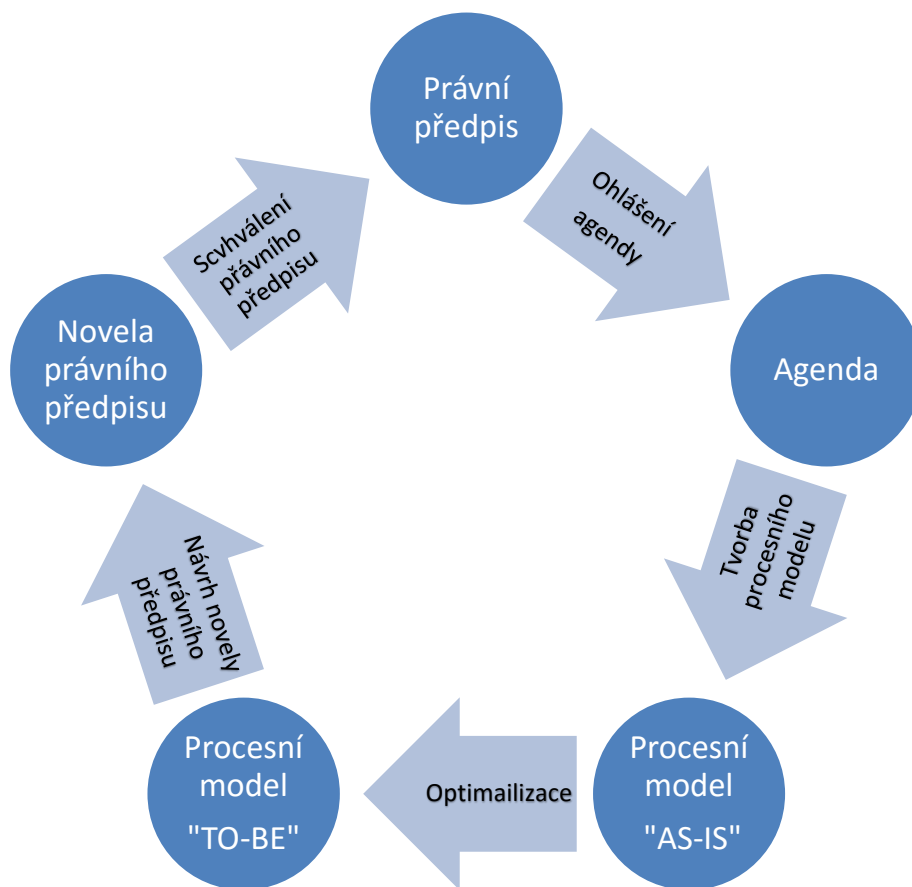 Právní
předpis
Ohlášení
agendy
Agenda
Tvorba
procesního
modelu
Procesní
model
"AS-IS"
Optimailizace
Procesní
model
"TO-BE"
Návrh novely
právního
předpisu
Novela
právního
předpisu
Scvhválení
přávního
předpisu